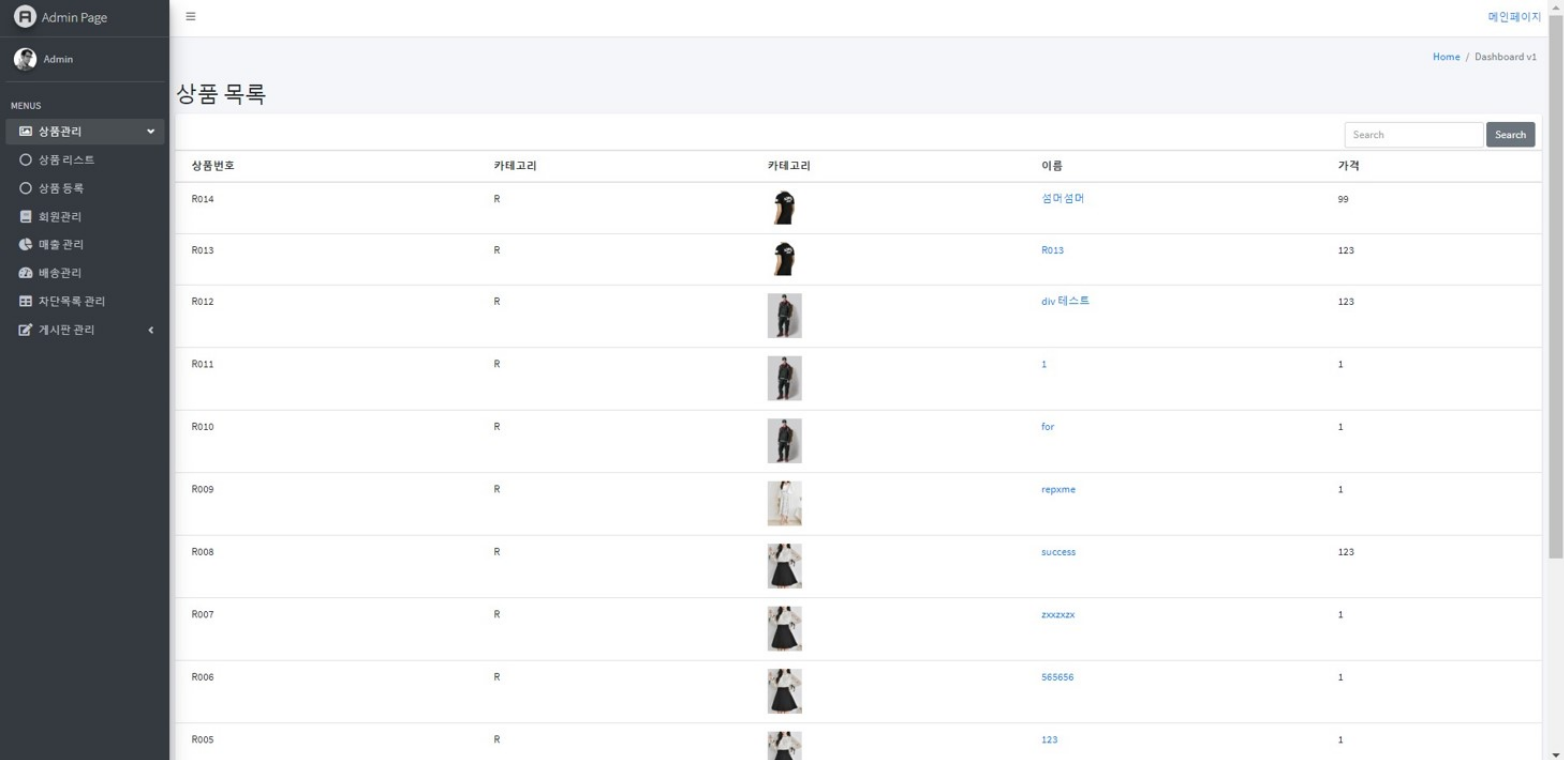 Admin Page
메인페이지
Admin
Home / Dashboard v1
상품 목록
MENUS
상품관리
상품 리스트
상품 등록
회원관리
매출 관리
배송관리
차단목록 관리
게시판 관리
Search Search
상품번호 카테고리 카테고리 이름 가격
R014 R 섬머섬머 99
R013 R R013 123
R012 R div 테스트 123
R011 R 1 1
R010 R for 1
R009 R repxme 1
R008 R success 123
R007 R zxxzxzx 1
R006 R 565656 1
R005 R 123 1